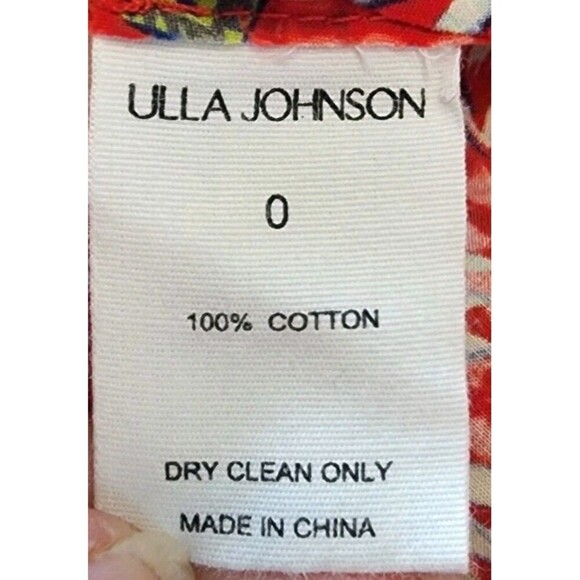 ULLA JOHNSON
0
100% COTTON
DRY CLEAN ONLY
MADE IN CHINA